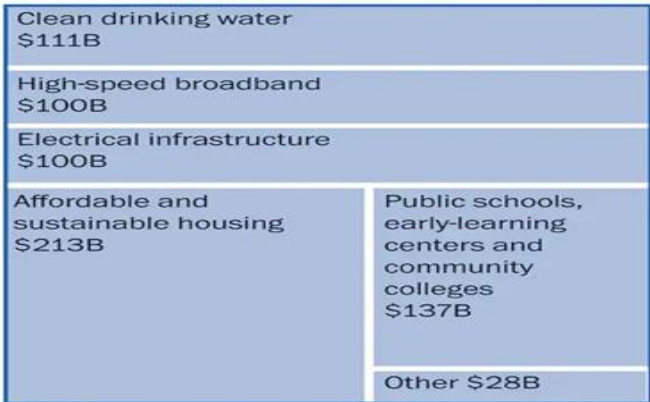 Clean drinking water
$111B
High-speed broadband
$100B
Electrical infrastructure
$100B
Affordable and
sustainable housing
$213B
Public schools,
early-learning
centers and
community
colleges
$137B
Other $28B